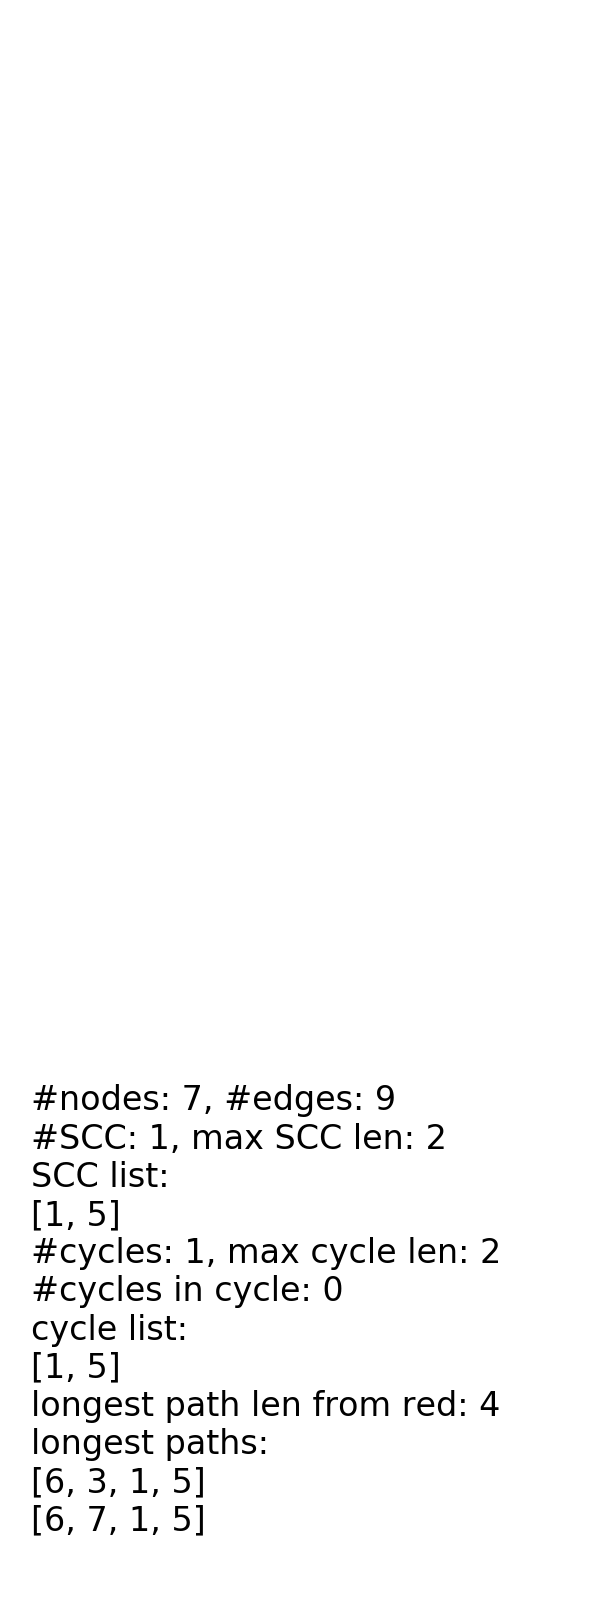 #nodes: 7, #edges: 9
#SCC: 1, max SCC len: 2
SCC list:
[1, 5]
#cycles: 1, max cycle len: 2
#cycles in cycle: 0
cycle list:
[1, 5]
longest path len from red: 4
longest paths:
[6, 3, 1, 5]
[6, 7, 1, 5]